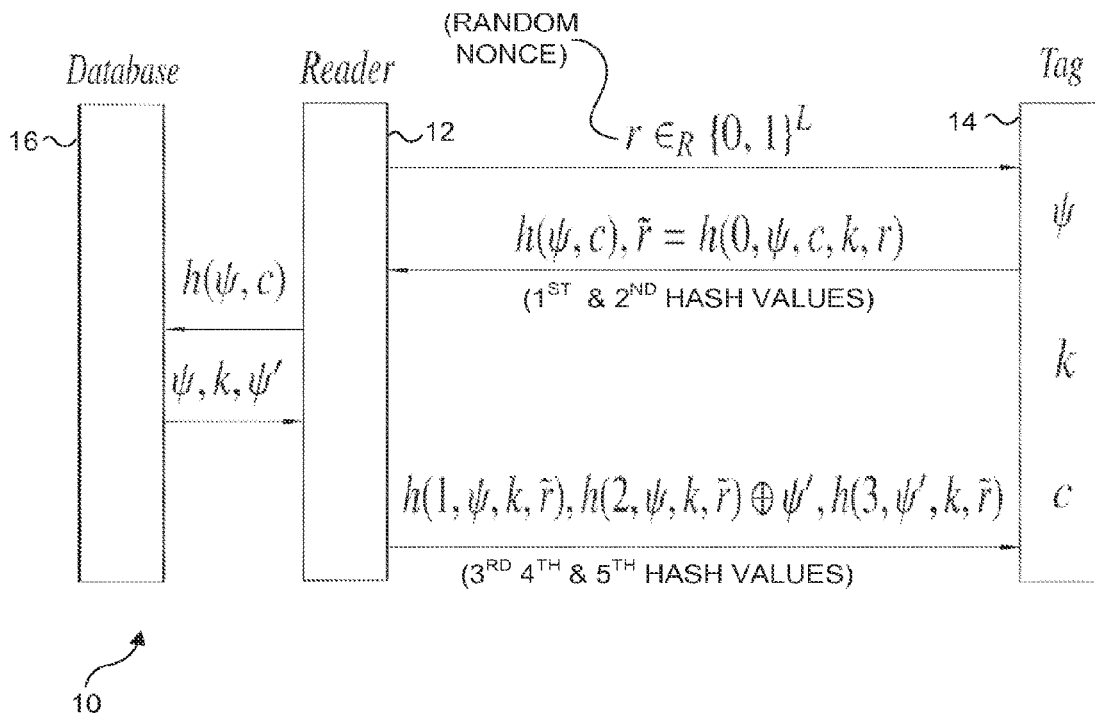 (RANDOM
NONCE)
Database
Reader
Tag
16
12
14
r ∈_R {0, 1}^L
ψ
h(ψ, c), r̃ = h(0, ψ, c, k, r)
(1^ST & 2^ND HASH VALUES)
h(ψ, c)
k
ψ, k, ψ′
h(1, ψ, k, r̃), h(2, ψ, k, r̃) ⊕ ψ′, h(3, ψ′, k, r̃)
c
(3^RD 4^TH & 5^TH HASH VALUES)
10